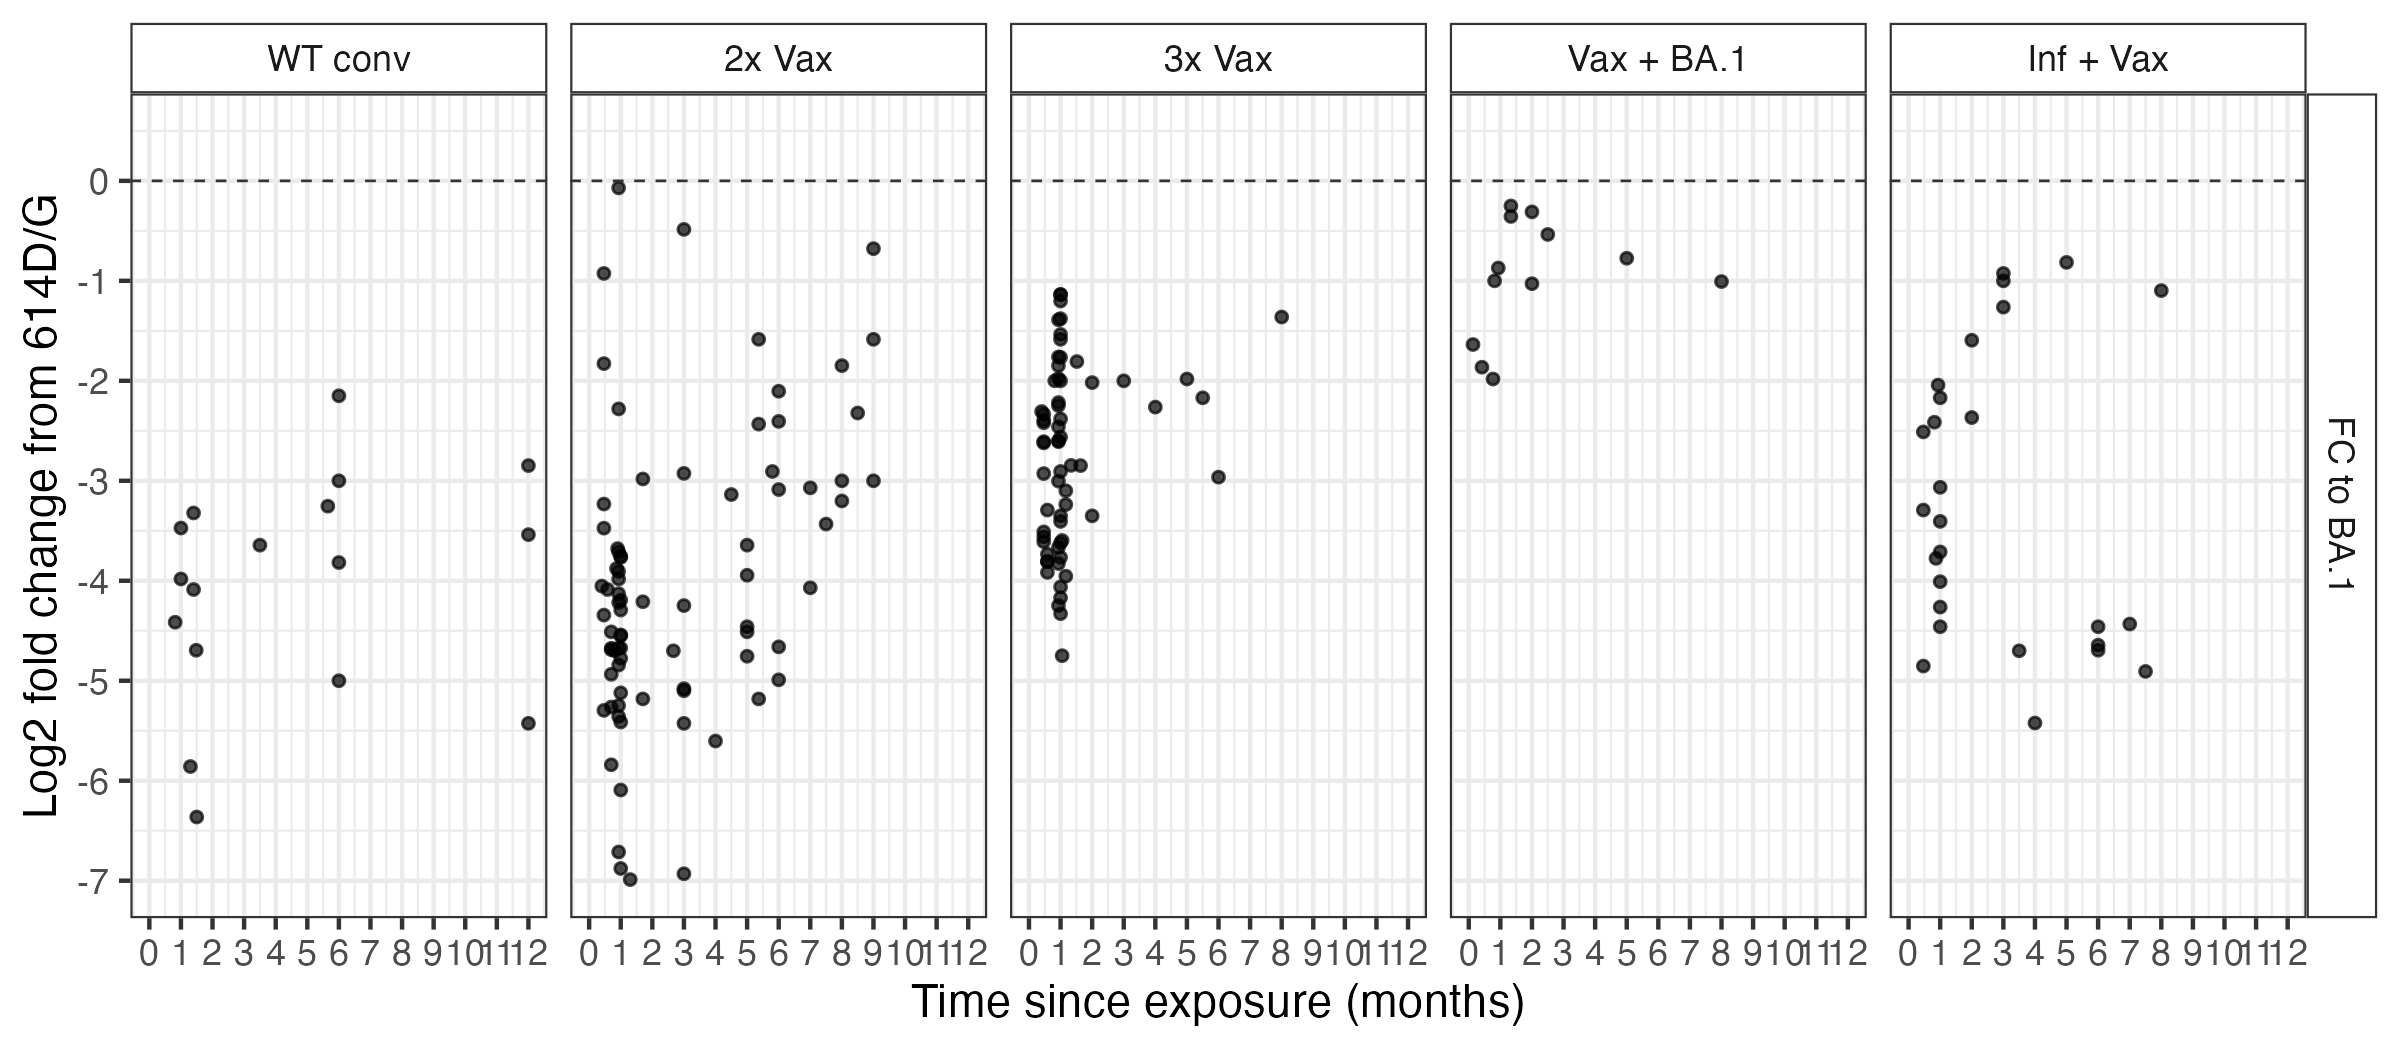 WT conv
2x Vax
3x Vax
Vax + BA.1
Inf + Vax
Log2 fold change from 614D/G
0
-1
-2
-3
-4
-5
-6
-7
FC to BA.1
0 1 2 3 4 5 6 7 8 9 10 11 12
0 1 2 3 4 5 6 7 8 9 10 11 12
0 1 2 3 4 5 6 7 8 9 10 11 12
0 1 2 3 4 5 6 7 8 9 10 11 12
0 1 2 3 4 5 6 7 8 9 10 11 12
Time since exposure (months)